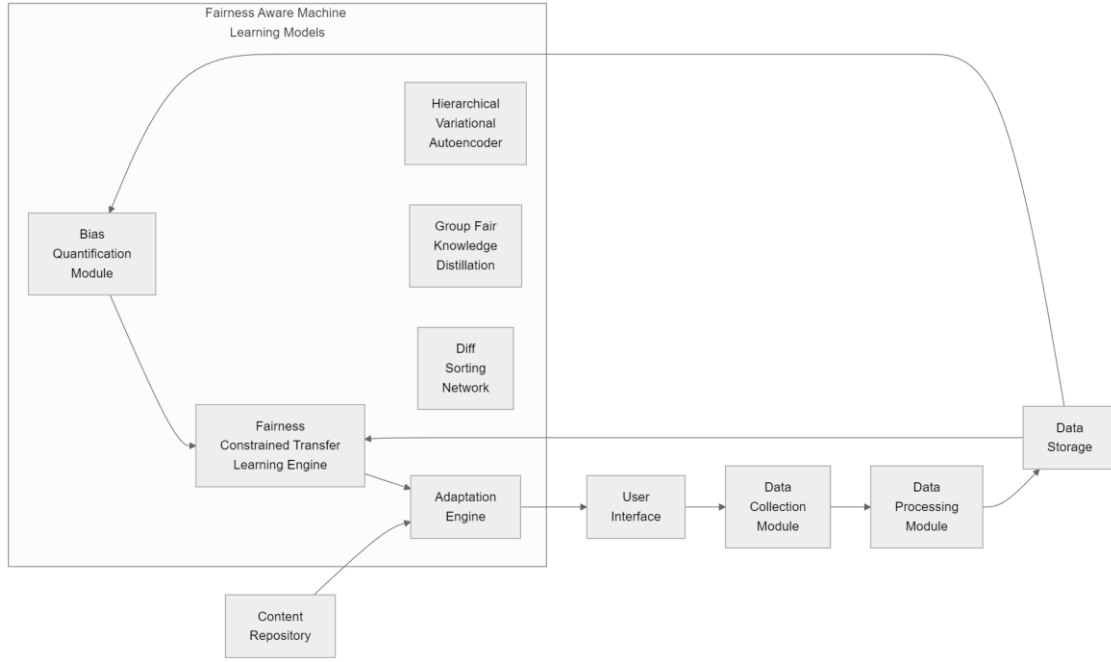 Fairness Aware Machine
Learning Models
Hierarchical
Variational
Autoencoder
Bias
Quantification
Module
Group Fair
Knowledge
Distillation
Diff
Sorting
Network
Fairness
Constrained Transfer
Learning Engine
Data
Storage
Adaptation
Engine
User
Interface
Data
Collection
Module
Data
Processing
Module
Content
Repository